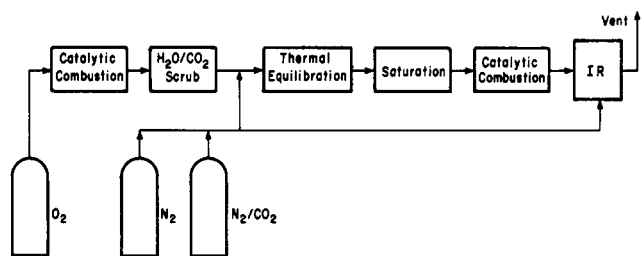 Vent
Catalytic
Combustion
H₂O/CO₂
Scrub
Thermal
Equilibration
Saturation
Catalytic
Combustion
IR
O₂
N₂
N₂/CO₂